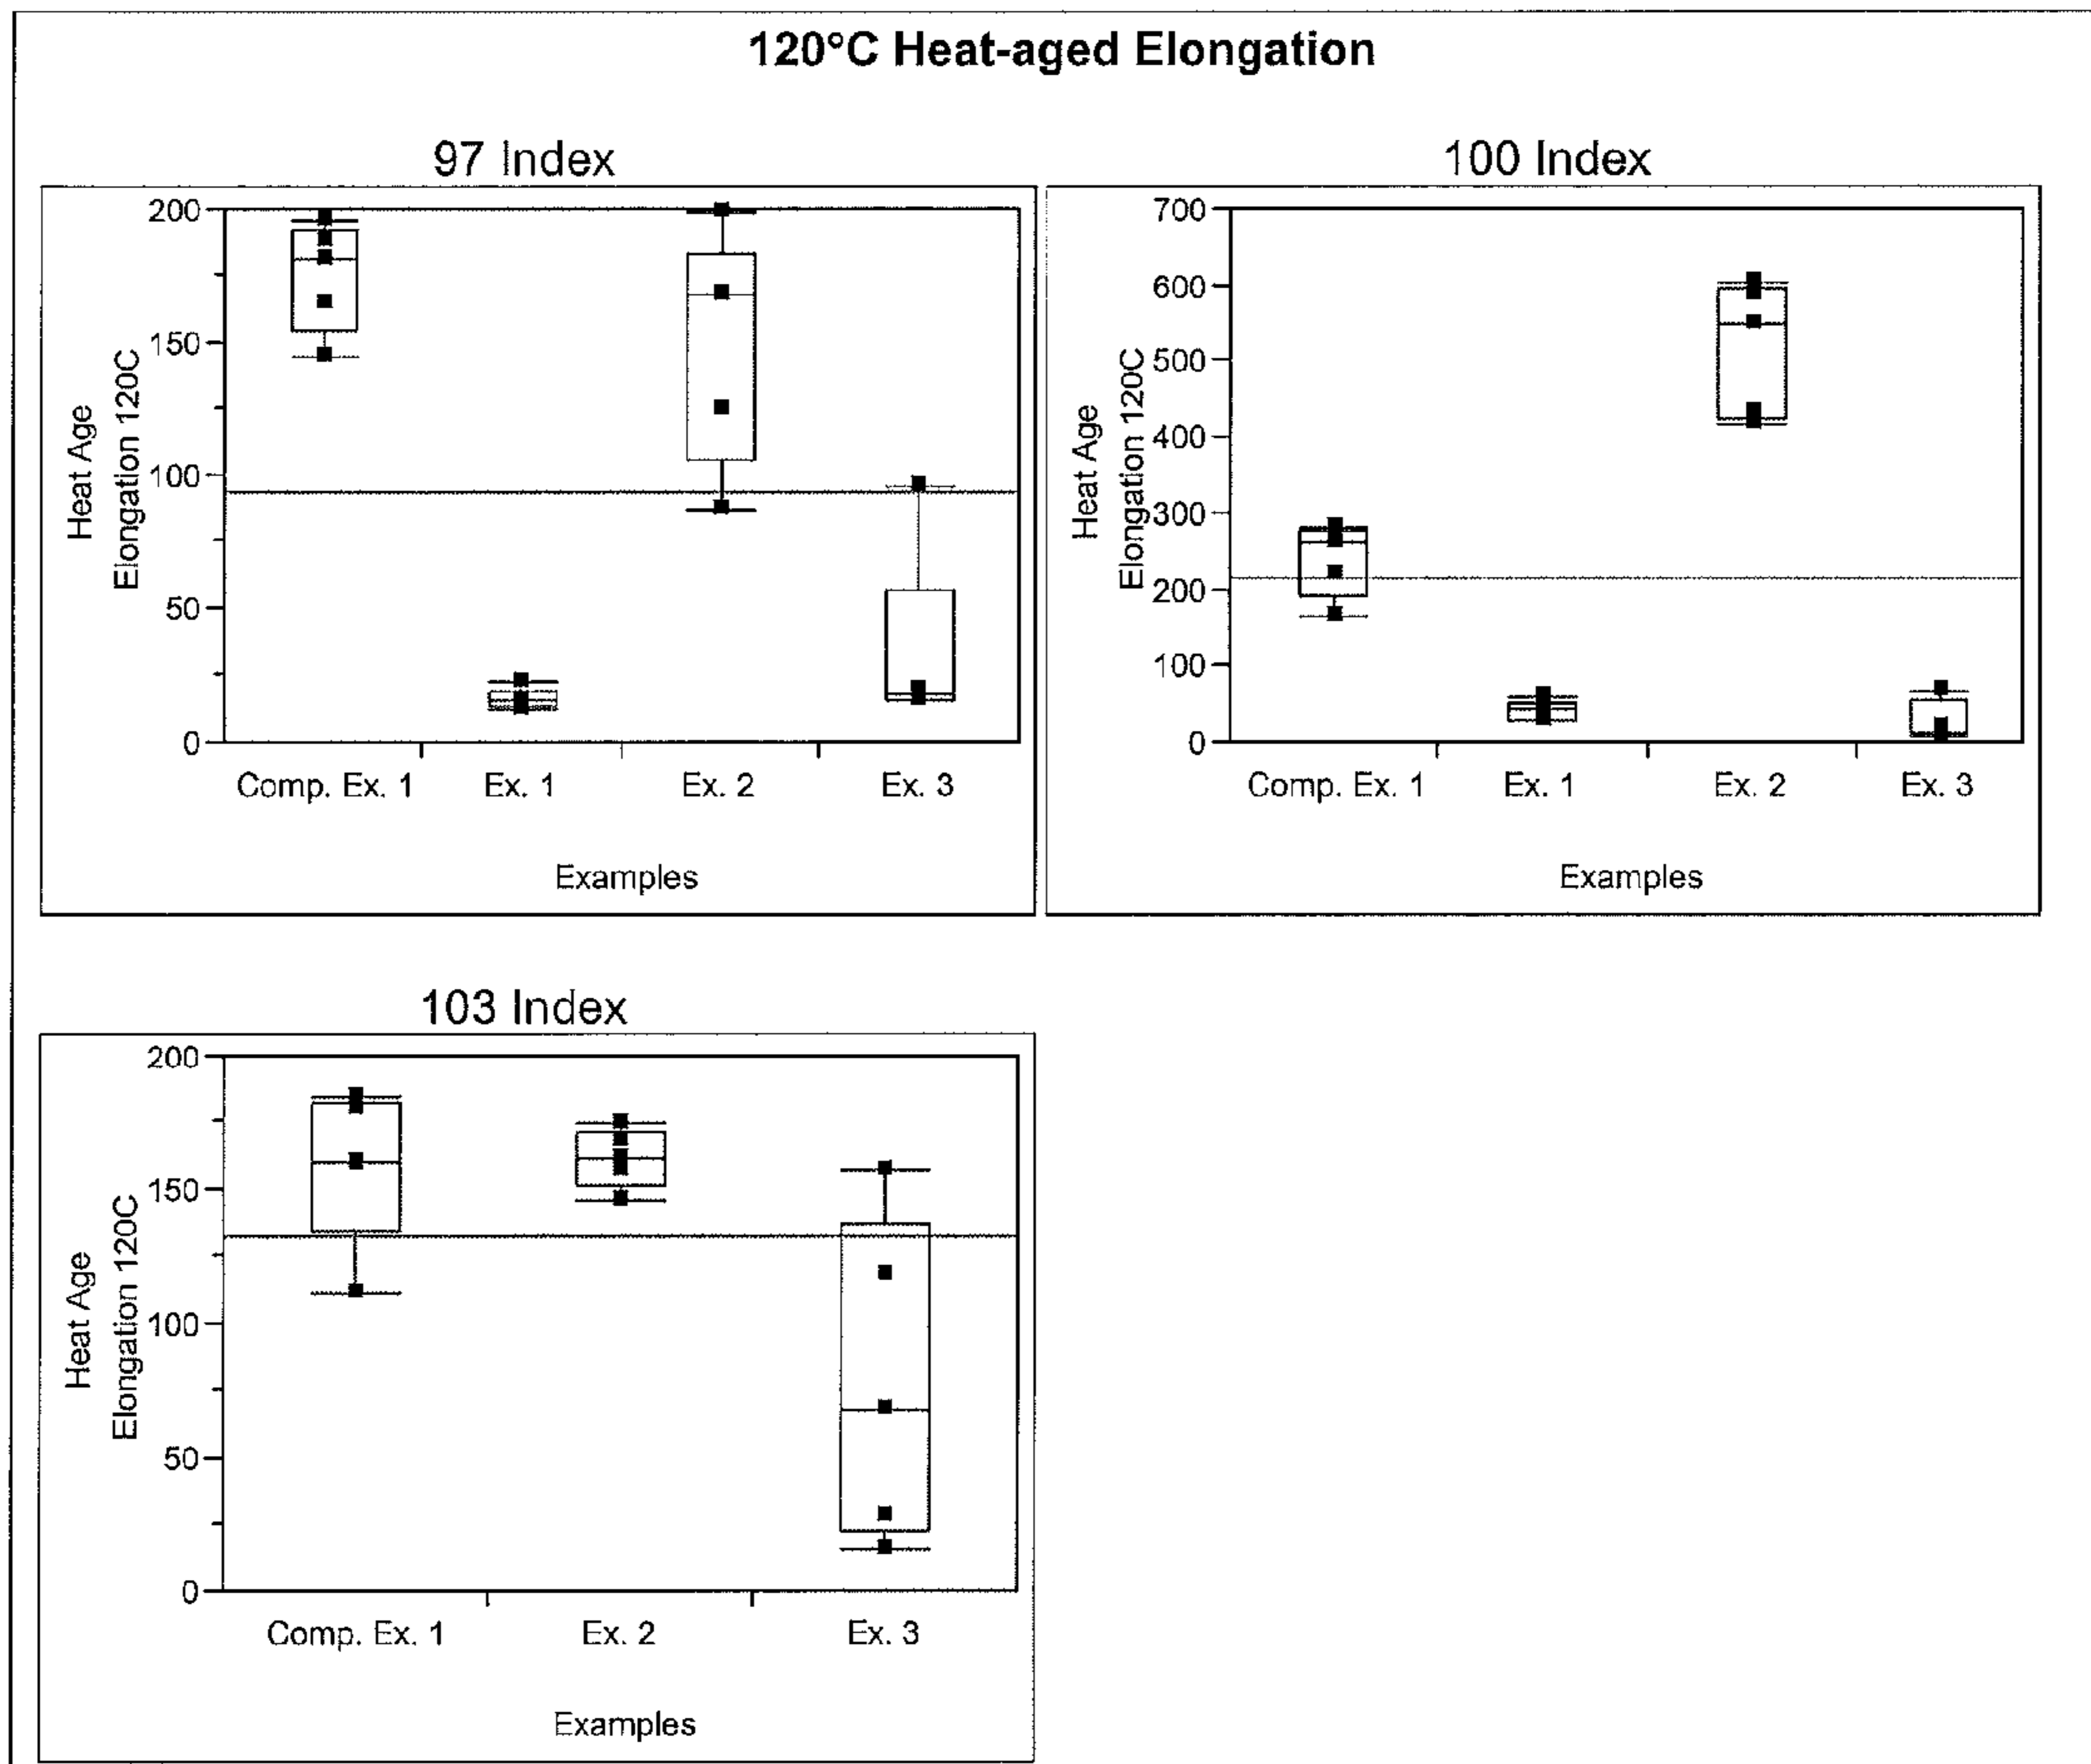 120°C Heat-aged Elongation
97 Index
200
150
100
50
0
Heat Age
Elongation 120C
Comp. Ex. 1 Ex. 1 Ex. 2 Ex. 3
Examples
100 Index
700
600
500
400
300
200
100
0
Heat Age
Elongation 120C
Comp. Ex. 1 Ex. 1 Ex. 2 Ex. 3
Examples
103 Index
200
150
100
50
0
Heat Age
Elongation 120C
Comp. Ex. 1 Ex. 2 Ex. 3
Examples